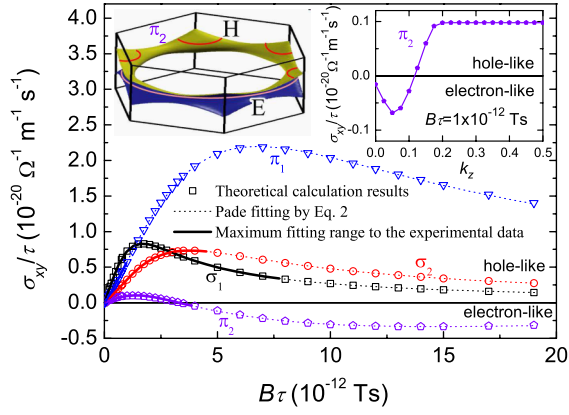 σxy/τ (10⁻²⁰ Ω⁻¹ m⁻¹ s⁻¹)
4.0
3.5
3.0
2.5
2.0
1.5
1.0
0.5
0.0
-0.5
π₂
H
E
σxy/τ (10⁻²⁰Ω⁻¹m⁻¹s⁻¹)
0.1
0.0
-0.1
π₂
hole-like
electron-like
Bτ=1x10⁻¹² Ts
0.0 0.1 0.2 0.3 0.4 0.5
k_z
π₁
Theoretical calculation results
Pade fitting by Eq. 2
Maximum fitting range to the experimental data
σ₁
σ₂
hole-like
electron-like
π₂
0 5 10 15 20
Bτ (10⁻¹² Ts)